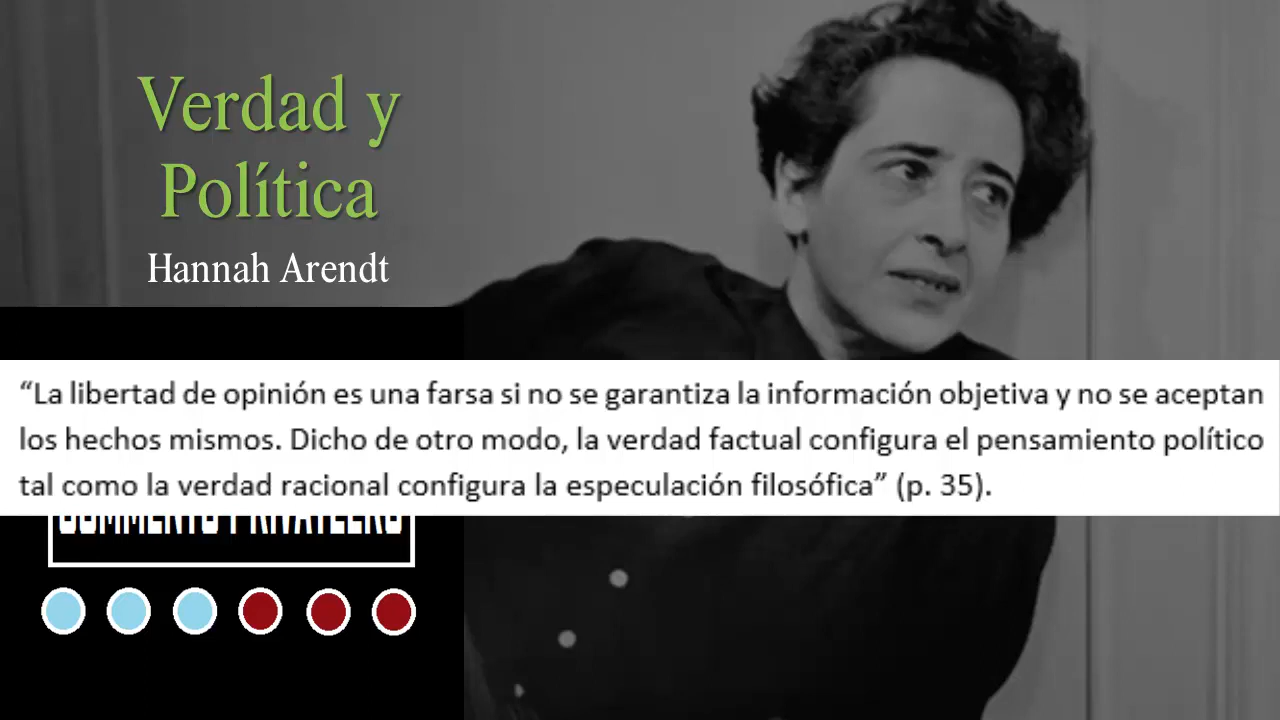 Verdad y
Política
Hannah Arendt
“La libertad de opinión es una farsa si no se garantiza la información objetiva y no se aceptan
los hechos mismos. Dicho de otro modo, la verdad factual configura el pensamiento político
tal como la verdad racional configura la especulación filosófica” (p. 35).